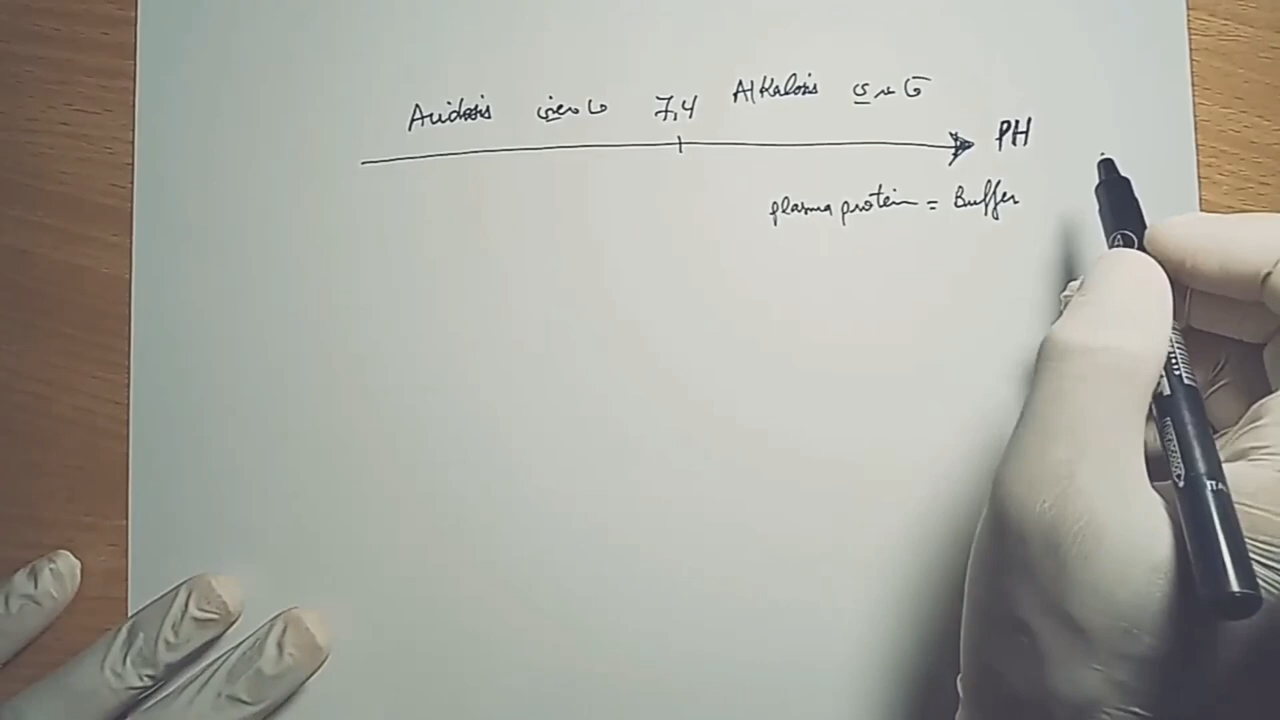 Acidosis 7,4 Alkalosis
PH
plasma protein = Buffer